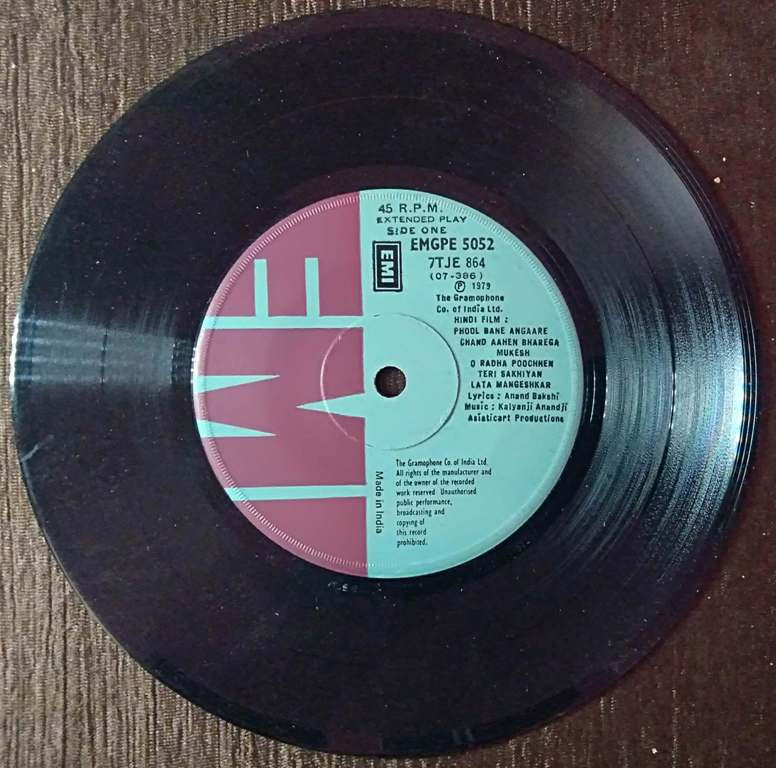 45 R.P.M.
EXTENDED PLAY
SIDE ONE
EMI
EMGPE 5052
7TJE 864
(07-386)
Ⓟ 1979
The Gramophone
Co. of India Ltd.
HINDI FILM :
PHOOL BANE ANGAARE
CHAND AAHEN BHAREGA
MUKESH
O RADHA POOCHHEN
TERI SAKHIYAN
LATA MANGESHKAR
Lyrics : Anand Bakshi
Music : Kalyanji Anandji
Asiaticart Productions
The Gramophone Co. of India Ltd.
All rights of the manufacturer and
of the owner of the recorded
work reserved Unauthorised
public performance,
broadcasting and
copying of
this record
prohibited.
Made in India
EMI